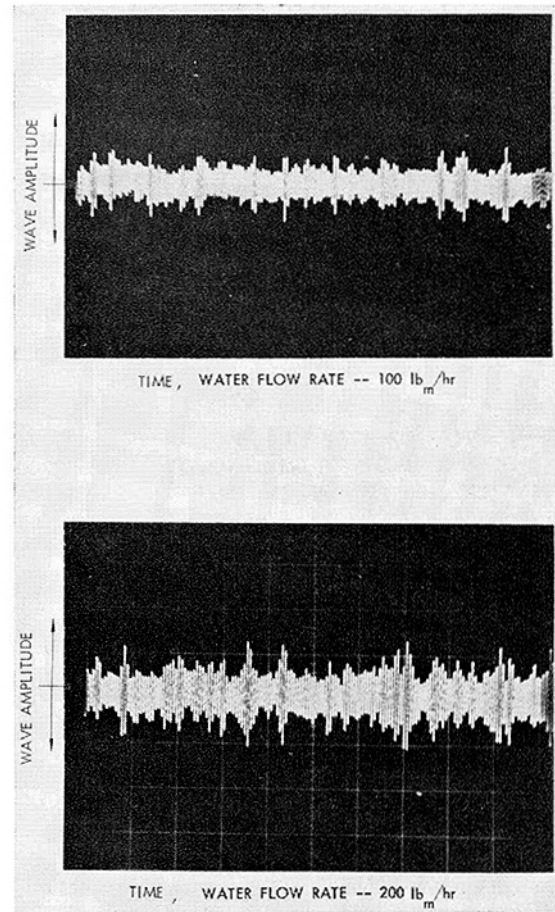 WAVE AMPLITUDE
TIME, WATER FLOW RATE -- 100 lbm/hr
WAVE AMPLITUDE
TIME, WATER FLOW RATE -- 200 lbm/hr